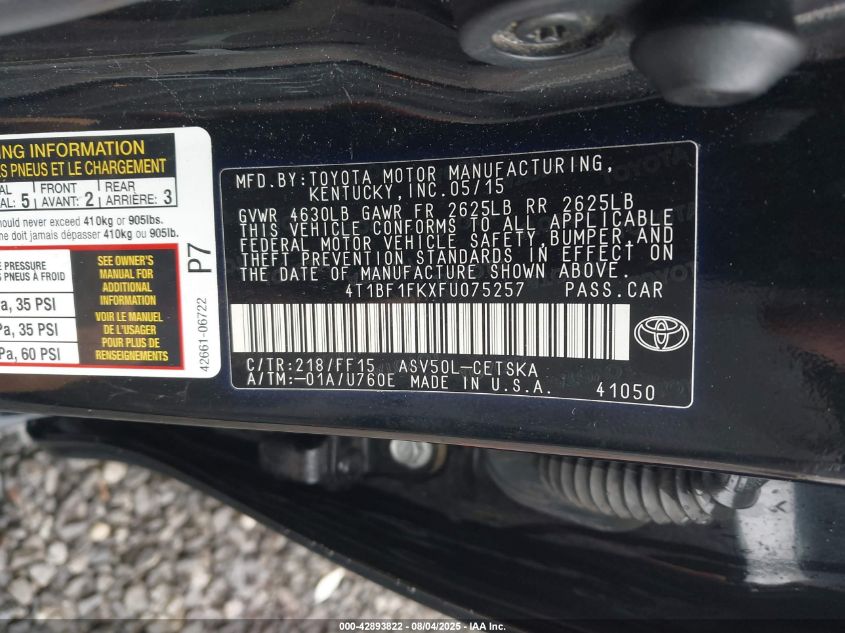 NG INFORMATION
S PNEUS ET LE CHARGEMENT
AL : 5 FRONT AVANT : 2 REAR ARRIÈRE : 3
hould never exceed 410kg or 905lbs.
ne doit jamais dépasser 410kg ou 905lb.
E PRESSURE
PNEUS À FROID
a, 35 PSI
Pa, 35 PSI
Pa, 60 PSI
SEE OWNER'S
MANUAL FOR
ADDITIONAL
INFORMATION
VOIR LE MANUEL
DE L'USAGER
POUR PLUS DE
RENSEIGNEMENTS
P7
42661-06722
MFD.BY:TOYOTA MOTOR MANUFACTURING,
KENTUCKY,INC.05/15
GVWR 4630LB GAWR FR 2625LB RR 2625LB
THIS VEHICLE CONFORMS TO ALL APPLICABLE
FEDERAL MOTOR VEHICLE SAFETY,BUMPER,AND
THEFT PREVENTION STANDARDS IN EFFECT ON
THE DATE OF MANUFACTURE SHOWN ABOVE.
4T1BF1FKXFU075257 PASS.CAR
TOYOTA
C/TR:218/FF15 ASV50L-CETSKA
A/TM:-01A/U760E MADE IN U.S.A. 41050
000-42893822 - 08/04/2025 - IAA, Inc.